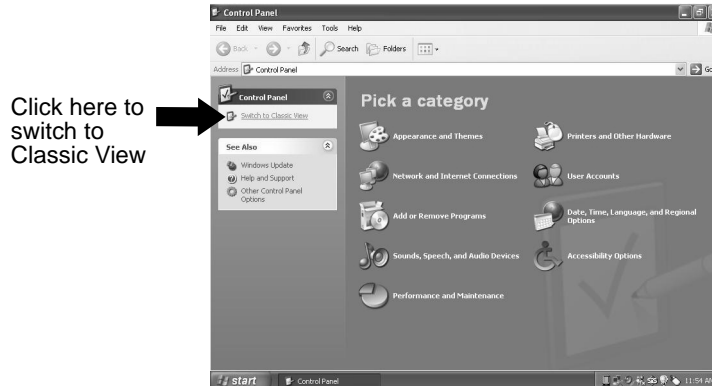 Control Panel
File Edit View Favorites Tools Help
Back Search Folders
Address Control Panel Go
Click here to
switch to
Classic View
Control Panel
Switch to Classic View
See Also
Windows Update
Help and Support
Other Control Panel
Options
Pick a category
Appearance and Themes
Printers and Other Hardware
Network and Internet Connections
User Accounts
Add or Remove Programs
Date, Time, Language, and Regional
Options
Sounds, Speech, and Audio Devices
Accessibility Options
Performance and Maintenance
start Control Panel 11:54 AM